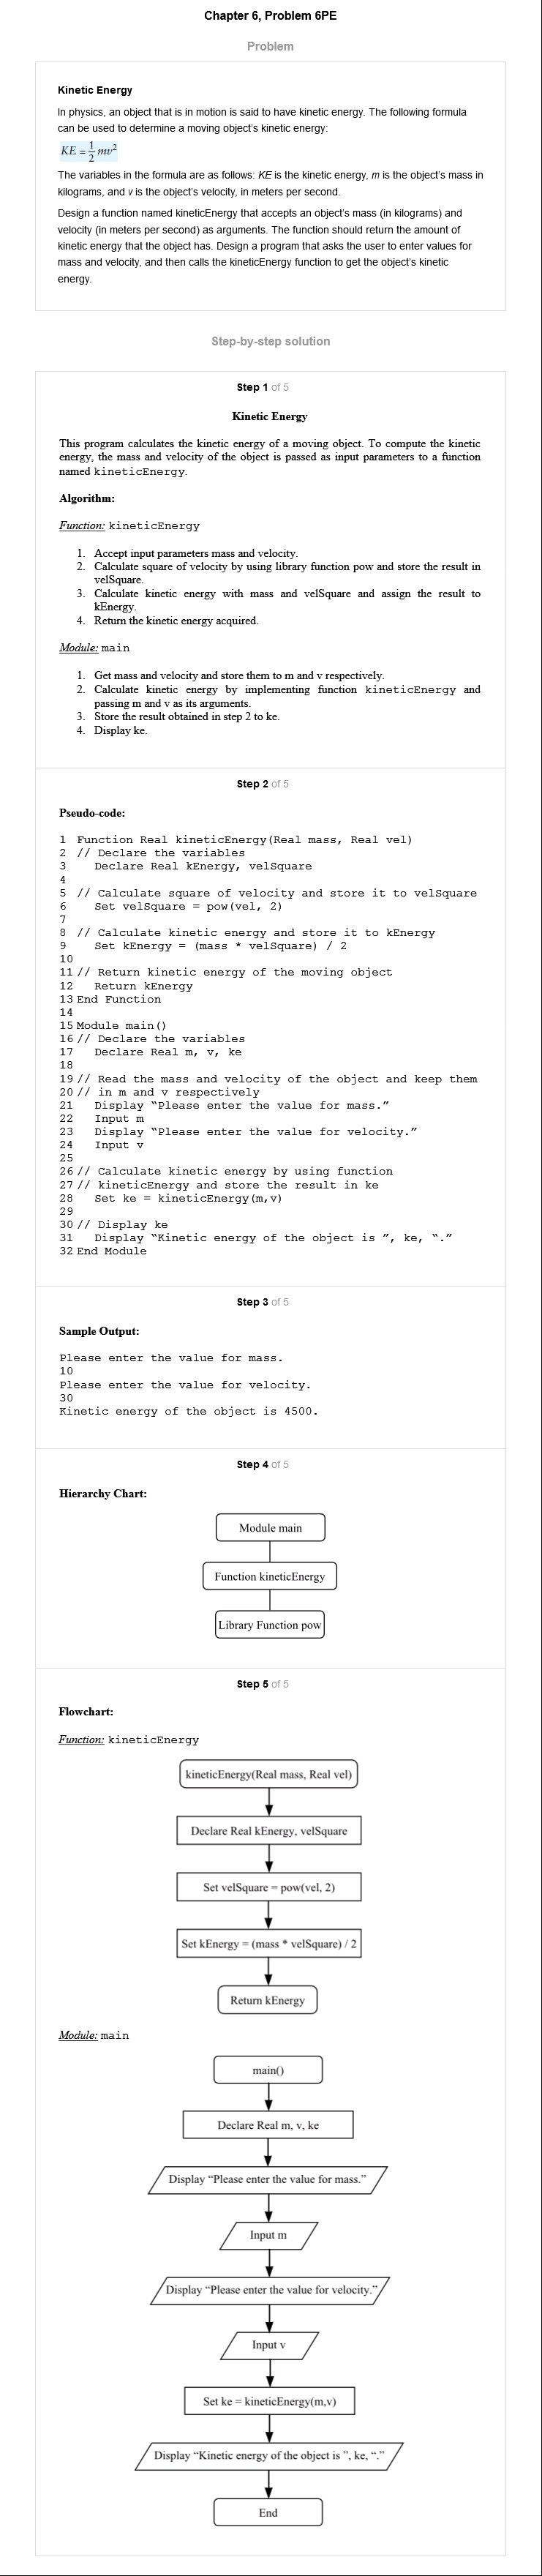 Chapter 6, Problem 6PE
Problem
Kinetic Energy
In physics, an object that is in motion is said to have kinetic energy. The following formula
can be used to determine a moving object's kinetic energy:
KE = 1/2 mv²
The variables in the formula are as follows: KE is the kinetic energy, m is the object's mass in
kilograms, and v is the object's velocity, in meters per second.
Design a function named kineticEnergy that accepts an object's mass (in kilograms) and
velocity (in meters per second) as arguments. The function should return the amount of
kinetic energy that the object has. Design a program that asks the user to enter values for
mass and velocity, and then calls the kineticEnergy function to get the object's kinetic
energy.
Step-by-step solution
Step 1 of 5
Kinetic Energy
This program calculates the kinetic energy of a moving object. To compute the kinetic
energy, the mass and velocity of the object is passed as input parameters to a function
named kineticEnergy.
Algorithm:
Function: kineticEnergy
1. Accept input parameters mass and velocity.
2. Calculate square of velocity by using library function pow and store the result in
velSquare.
3. Calculate kinetic energy with mass and velSquare and assign the result to
kEnergy.
4. Return the kinetic energy acquired.
Module: main
1. Get mass and velocity and store them to m and v respectively.
2. Calculate kinetic energy by implementing function kineticEnergy and
passing m and v as its arguments.
3. Store the result obtained in step 2 to ke.
4. Display ke.
Step 2 of 5
Pseudo-code:
1 Function Real kineticEnergy(Real mass, Real vel)
2 // Declare the variables
3 Declare Real kEnergy, velSquare
4
5 // Calculate square of velocity and store it to velSquare
6 Set velSquare = pow(vel, 2)
7
8 // Calculate kinetic energy and store it to kEnergy
9 Set kEnergy = (mass * velSquare) / 2
10
11 // Return kinetic energy of the moving object
12 Return kEnergy
13 End Function
14
15 Module main()
16 // Declare the variables
17 Declare Real m, v, ke
18
19 // Read the mass and velocity of the object and keep them
20 // in m and v respectively
21 Display “Please enter the value for mass.”
22 Input m
23 Display “Please enter the value for velocity.”
24 Input v
25
26 // Calculate kinetic energy by using function
27 // kineticEnergy and store the result in ke
28 Set ke = kineticEnergy(m,v)
29
30 // Display ke
31 Display “Kinetic energy of the object is ”, ke, “.”
32 End Module
Step 3 of 5
Sample Output:
Please enter the value for mass.
10
Please enter the value for velocity.
30
Kinetic energy of the object is 4500.
Step 4 of 5
Hierarchy Chart:
Module main
Function kineticEnergy
Library Function pow
Step 5 of 5
Flowchart:
Function: kineticEnergy
kineticEnergy(Real mass, Real vel)
Declare Real kEnergy, velSquare
Set velSquare = pow(vel, 2)
Set kEnergy = (mass * velSquare) / 2
Return kEnergy
Module: main
main()
Declare Real m, v, ke
Display “Please enter the value for mass.”
Input m
Display “Please enter the value for velocity.”
Input v
Set ke = kineticEnergy(m,v)
Display “Kinetic energy of the object is ”, ke, “.”
End